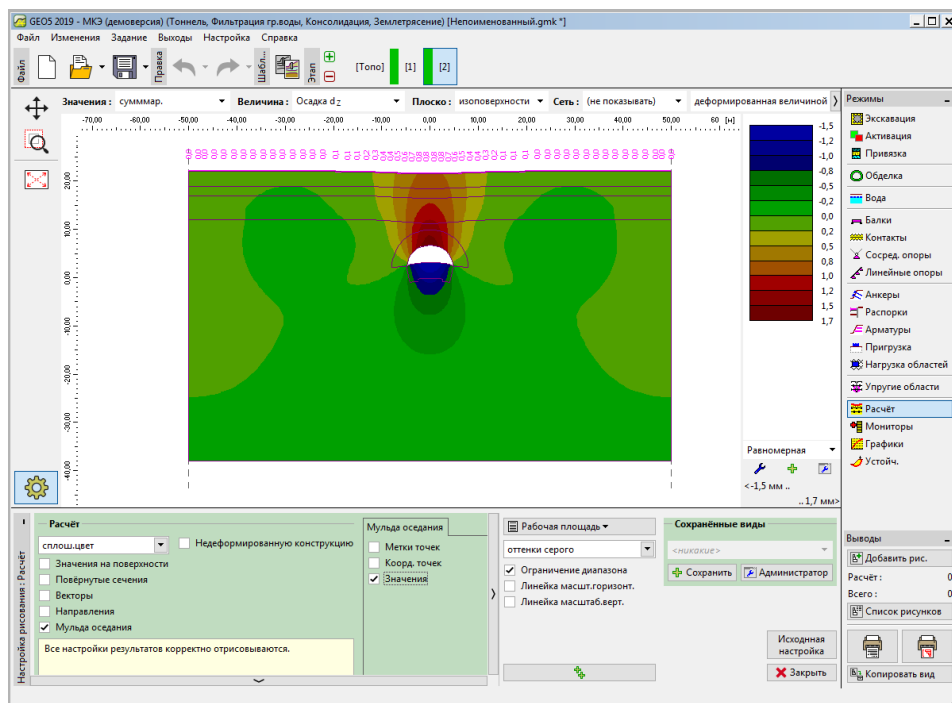 GEO5 2019 - МКЭ (демоверсия) (Тоннель, Фильтрация гр.воды, Консолидация, Землетрясение) [Непоименованный.gmk *]
Файл Изменения Задание Выходы Настройка Справка
Файл
Правка
Шабл...
Этап
[Топо] [1] [2]
Значения : сумммар. Величина : Осадка dZ Плоско : изоповерхности Сеть : (не показывать) деформированная величиной
-70,00 -60,00 -50,00 -40,00 -30,00 -20,00 -10,00 0,00 10,00 20,00 30,00 40,00 50,00 60 [м]
20,00
10,00
0,00
-10,00
-20,00
-30,00
-40,00
-1,5
-1,2
-1,0
-0,8
-0,5
-0,2
0,0
0,2
0,5
0,8
1,0
1,2
1,5
1,7
Равномерная
<-1,5 мм ..
.. 1,7 мм>
Режимы
Экскавация
Активация
Привязка
Обделка
Вода
Балки
Контакты
Сосред. опоры
Линейные опоры
Анкеры
Распорки
Арматуры
Пригрузка
Нагрузка областей
Упругие области
Расчёт
Мониторы
Графики
Устойч.
Выводы
Добавить рис.
Расчёт : 0
Всего : 0
Список рисунков
Копировать вид
Настройка рисования : Расчёт
Расчёт
сплош.цвет
Недеформированную конструкцию
Значения на поверхности
Повёрнутые сечения
Векторы
Направления
Мульда оседания
Все настройки результатов корректно отрисовываются.
Мульда оседания
Метки точек
Коорд. точек
Значения
Рабочая площадь
оттенки серого
Ограничение диапазона
Линейка масшт.горизонт.
Линейка масштаб.верт.
Сохранённые виды
<никакие>
Сохранить
Администратор
Исходнная настройка
Закрыть